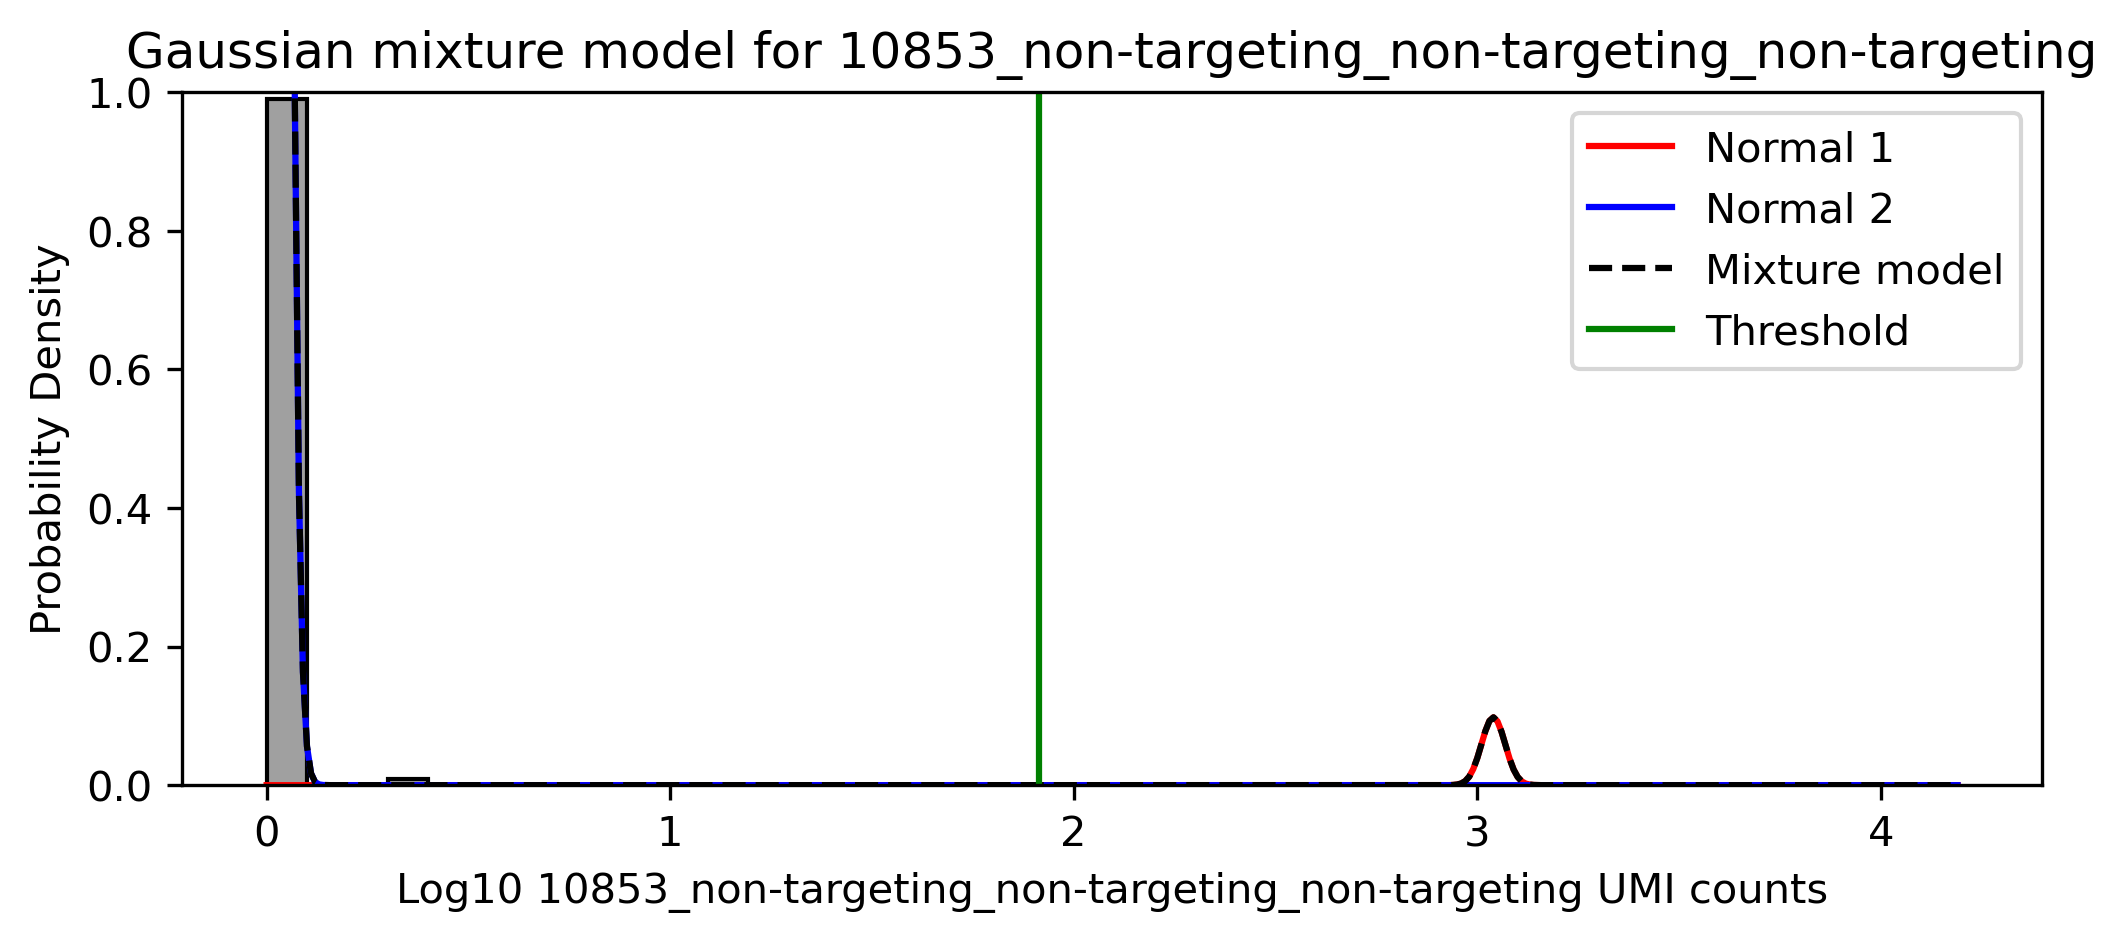 Gaussian mixture model for 10853_non-targeting_non-targeting_non-targeting
1.0
0.8
0.6
0.4
0.2
0.0
Probability Density
Normal 1
Normal 2
Mixture model
Threshold
0 1 2 3 4
Log10 10853_non-targeting_non-targeting_non-targeting UMI counts